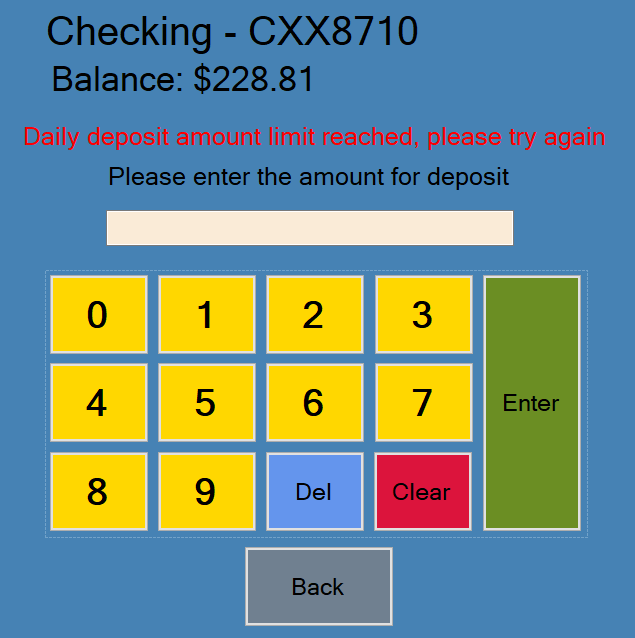 Checking - CXX8710
Balance: $228.81
Daily deposit amount limit reached, please try again
Please enter the amount for deposit
0 1 2 3
4 5 6 7 Enter
8 9 Del Clear
Back